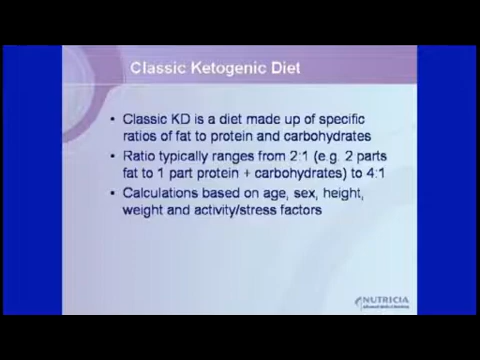 Classic Ketogenic Diet
• Classic KD is a diet made up of specific
ratios of fat to protein and carbohydrates
• Ratio typically ranges from 2:1 (e.g. 2 parts
fat to 1 part protein + carbohydrates) to 4:1
• Calculations based on age, sex, height,
weight and activity/stress factors
NUTRICIA